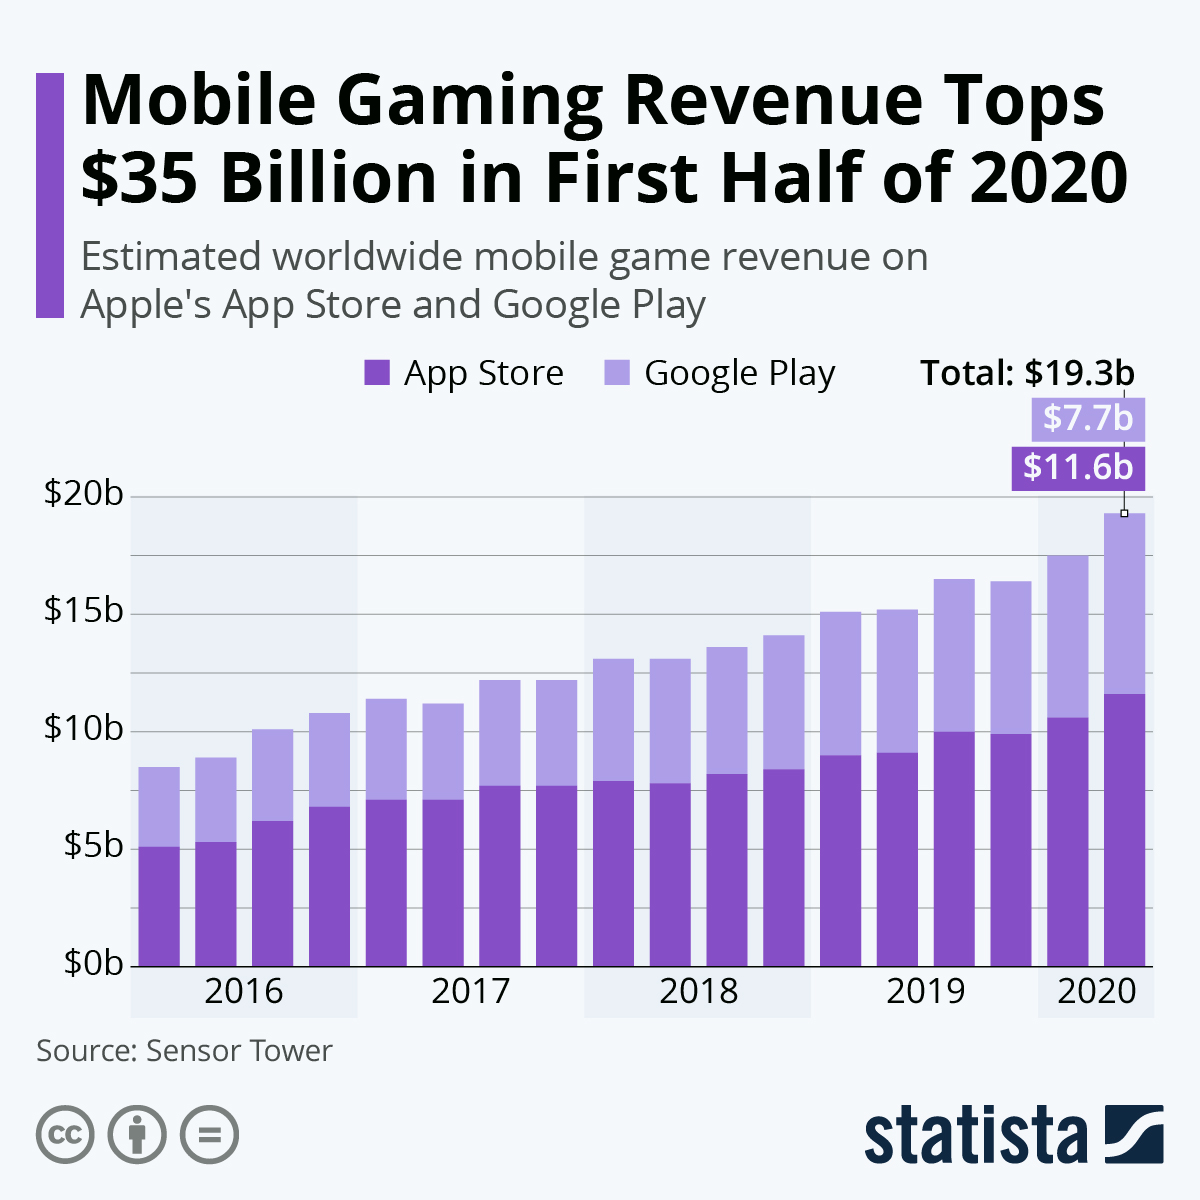 Mobile Gaming Revenue Tops
$35 Billion in First Half of 2020
Estimated worldwide mobile game revenue on
Apple's App Store and Google Play
App Store
Google Play
Total: $19.3b
$7.7b
$11.6b
$20b
$15b
$10b
$5b
$0b
2016
2017
2018
2019
2020
Source: Sensor Tower
cc
=
statista